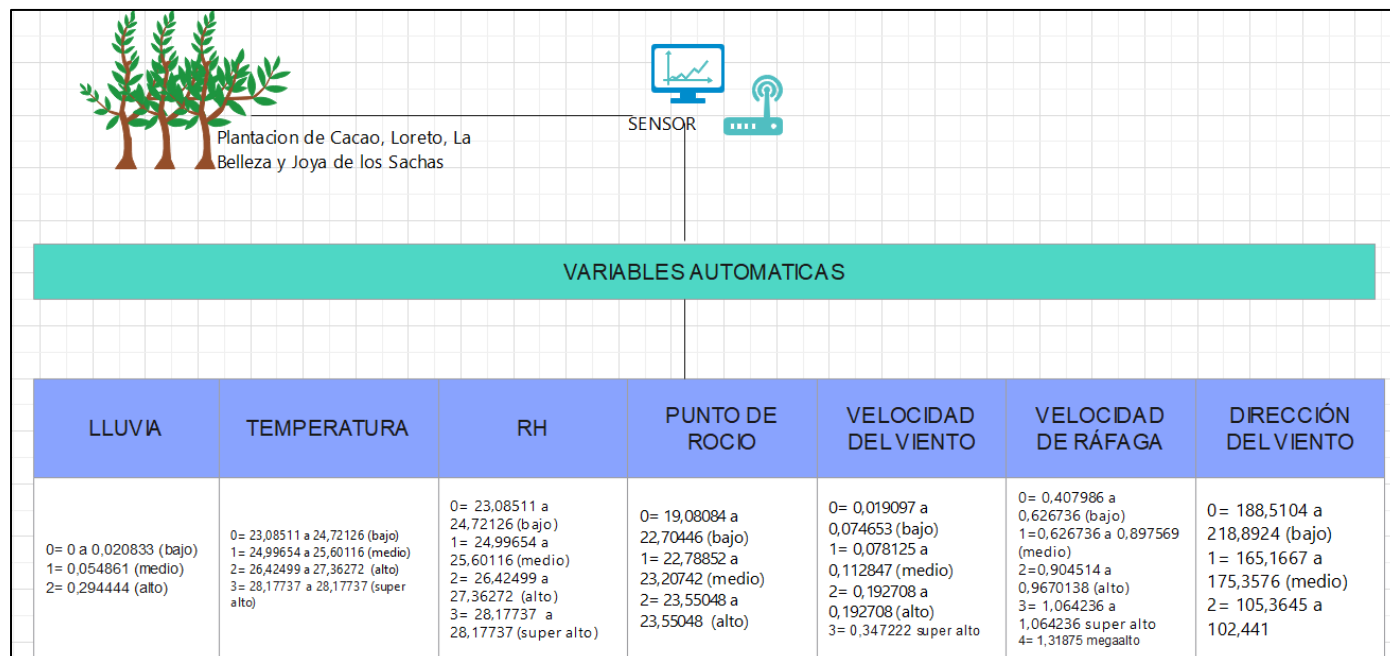 Plantacion de Cacao, Loreto, La
Belleza y Joya de los Sachas
SENSOR
VARIABLES AUTOMATICAS
LLUVIA
TEMPERATURA
RH
PUNTO DE
ROCIO
VELOCIDAD
DEL VIENTO
VELOCIDAD
DE RÁFAGA
DIRECCIÓN
DEL VIENTO
0= 0 a 0,020833 (bajo)
1= 0,054861 (medio)
2= 0,294444 (alto)
0= 23,08511 a 24,72126 (bajo)
1= 24,99654 a 25,60116 (medio)
2= 26,42499 a 27,36272 (alto)
3= 28,17737 a 28,17737 (super
alto)
0= 23,08511 a
24,72126 (bajo)
1= 24,99654 a
25,60116 (medio)
2= 26,42499 a
27,36272 (alto)
3= 28,17737 a
28,17737 (super alto)
0= 19,08084 a
22,70446 (bajo)
1= 22,78852 a
23,20742 (medio)
2= 23,55048 a
23,55048 (alto)
0= 0,019097 a
0,074653 (bajo)
1= 0,078125 a
0,112847 (medio)
2= 0,192708 a
0,192708 (alto)
3= 0,347222 super alto
0= 0,407986 a
0,626736 (bajo)
1=0,626736 a 0,897569
(medio)
2=0,904514 a
0,9670138 (alto)
3= 1,064236 a
1,064236 super alto
4= 1,31875 megaalto
0= 188,5104 a
218,8924 (bajo)
1= 165,1667 a
175,3576 (medio)
2= 105,3645 a
102,441